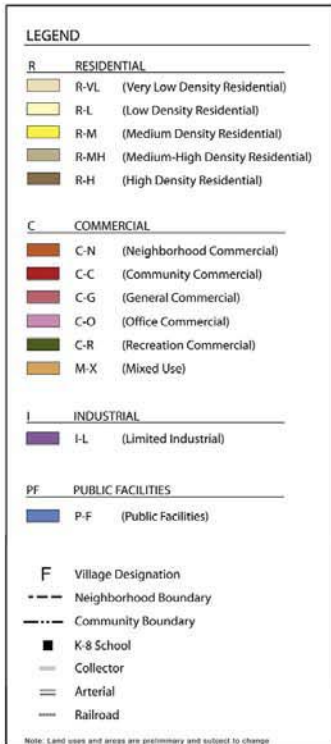 LEGEND
R RESIDENTIAL
R-VL (Very Low Density Residential)
R-L (Low Density Residential)
R-M (Medium Density Residential)
R-MH (Medium-High Density Residential)
R-H (High Density Residential)
C COMMERCIAL
C-N (Neighborhood Commercial)
C-C (Community Commercial)
C-G (General Commercial)
C-O (Office Commercial)
C-R (Recreation Commercial)
M-X (Mixed Use)
I INDUSTRIAL
I-L (Limited Industrial)
PF PUBLIC FACILITIES
P-F (Public Facilities)
F Village Designation
Neighborhood Boundary
Community Boundary
K-8 School
Collector
Arterial
Railroad
Note: Land uses and areas are preliminary and subject to change